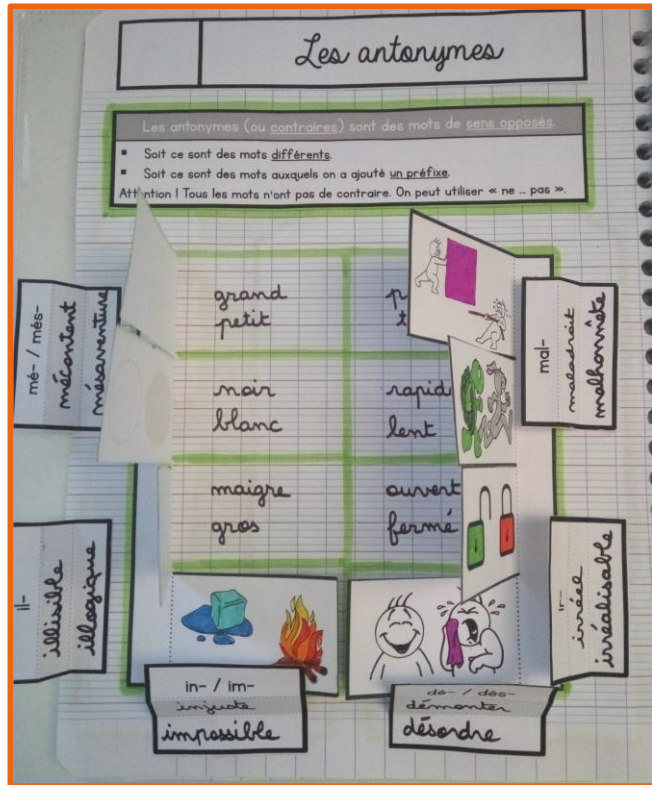 Les antonymes
Les antonymes (ou contraires) sont des mots de sens opposés.
▪ Soit ce sont des mots différents.
▪ Soit ce sont des mots auxquels on a ajouté un préfixe.
Attention ! Tous les mots n'ont pas de contraire. On peut utiliser « ne ... pas ».
mé- / més-
mécontent
mésaventure
grand
petit
p
t
mal-
maladroit
malhonnête
noir
blanc
rapid
lent
maigre
gros
ouvert
fermé
il-
illisible
illogique
ir-
irréel
irréalisable
in- / im-
injuste
impossible
dé- / dés-
démonter
désordre